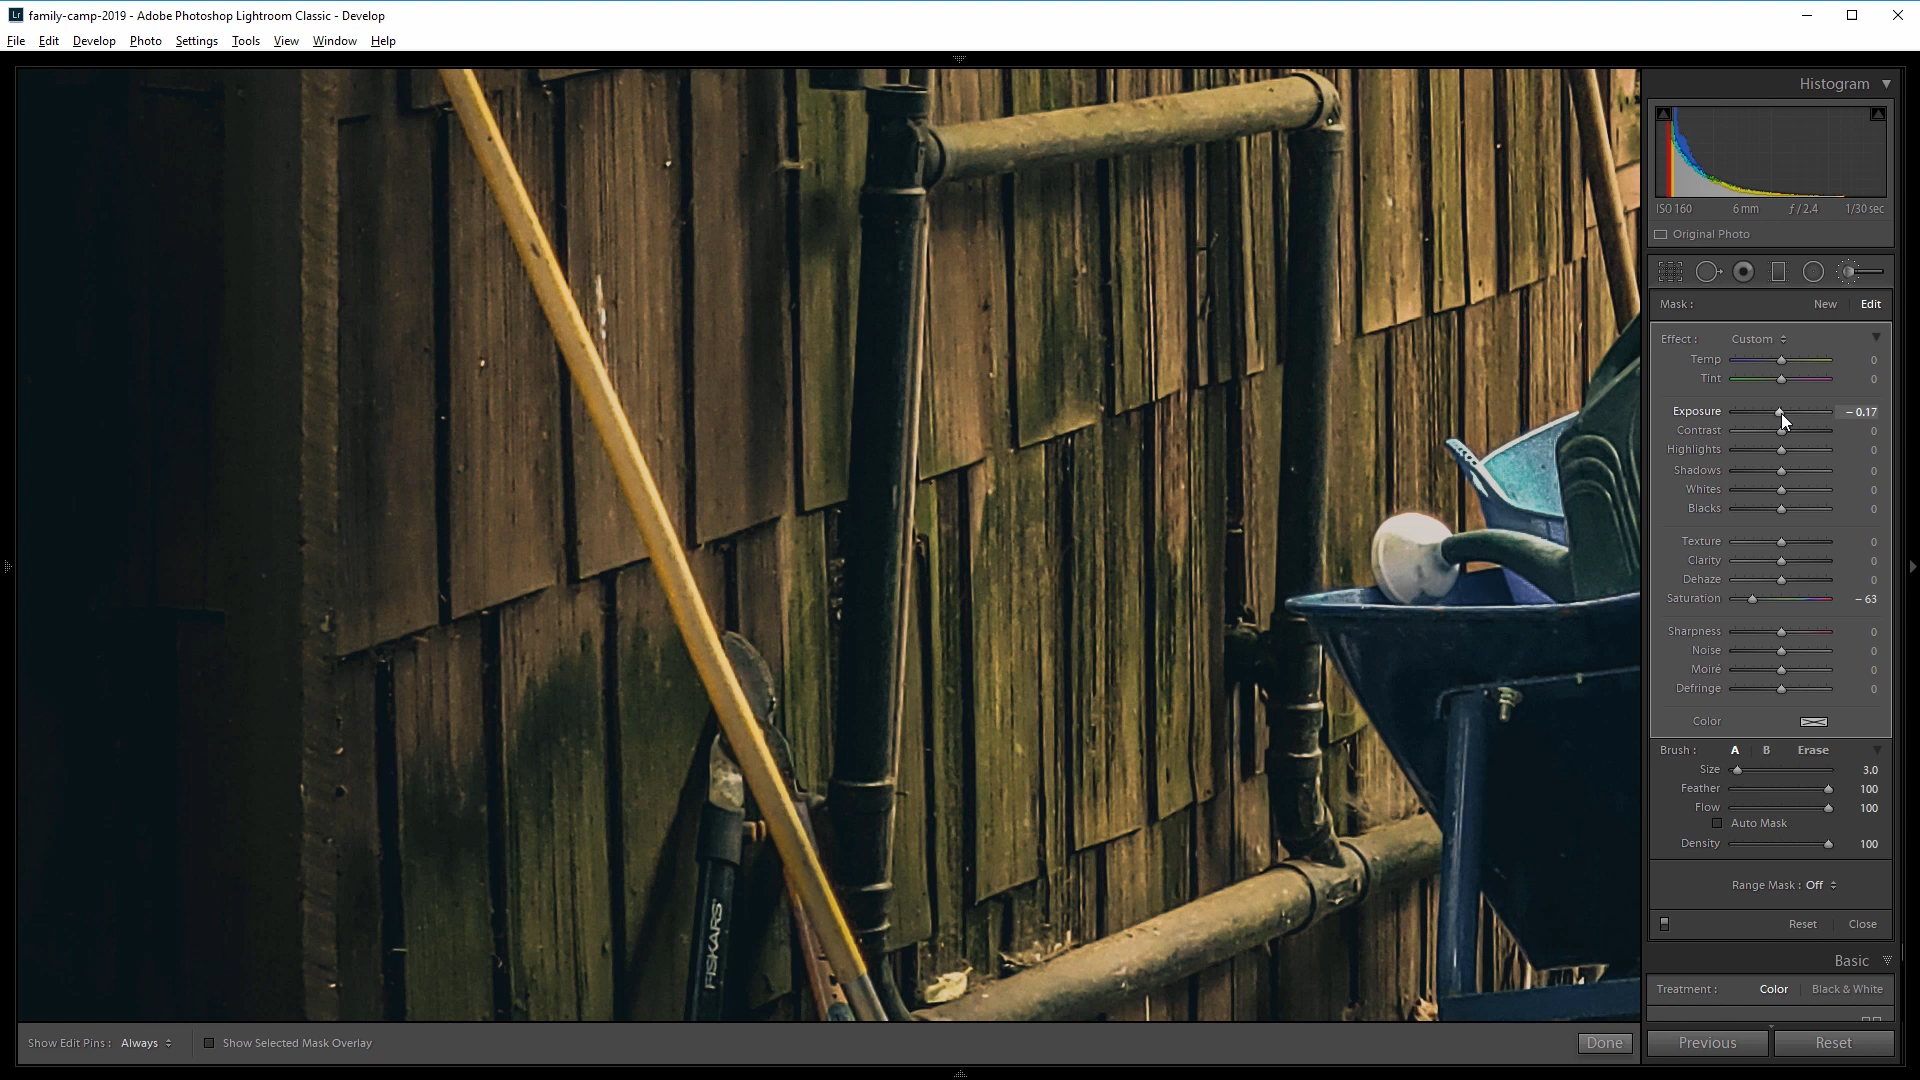 Lr family-camp-2019 - Adobe Photoshop Lightroom Classic - Develop
File Edit Develop Photo Settings Tools View Window Help
Histogram
ISO 160 6 mm ƒ / 2.4 1/30 sec
Original Photo
Mask : New Edit
Effect : Custom
Temp 0
Tint 0
Exposure – 0.17
Contrast 0
Highlights 0
Shadows 0
Whites 0
Blacks 0
Texture 0
Clarity 0
Dehaze 0
Saturation – 63
Sharpness 0
Noise 0
Moiré 0
Defringe 0
Color
Brush : A B Erase
Size 3.0
Feather 100
Flow 100
Auto Mask
Density 100
Range Mask : Off
Reset Close
Basic
Treatment : Color Black & White
FISKARS
Show Edit Pins : Always Show Selected Mask Overlay Done
Previous Reset